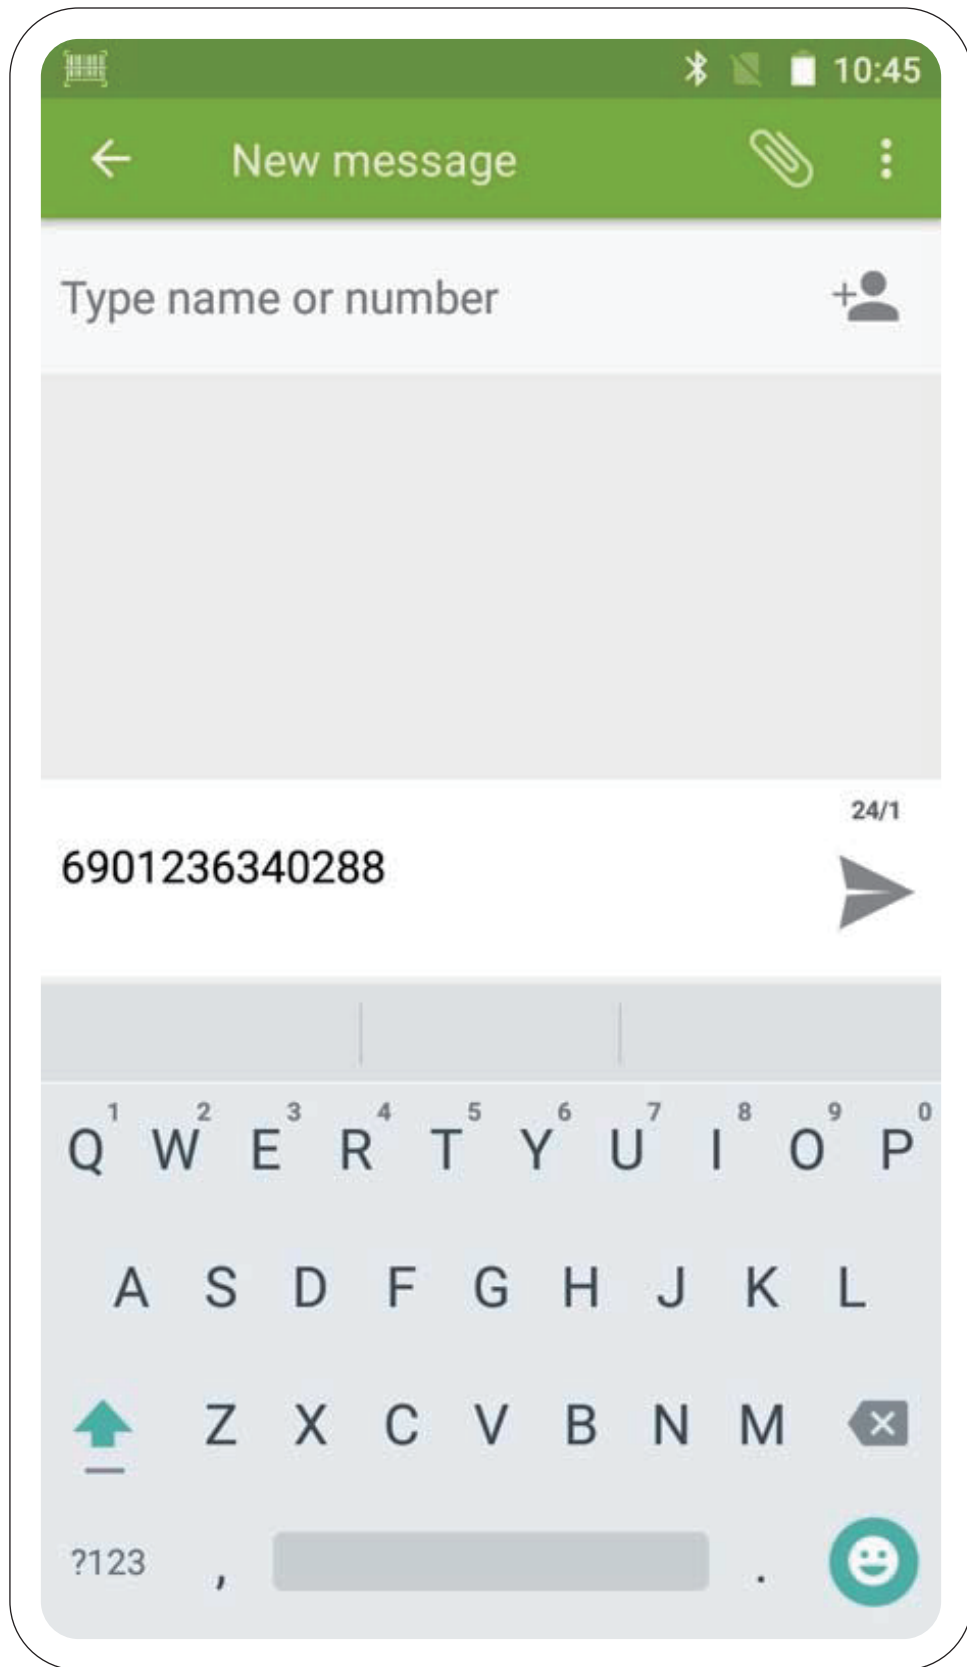 10:45
New message
Type name or number
24/1
6901236340288
1 2 3 4 5 6 7 8 9 0
Q W E R T Y U I O P
A S D F G H J K L
Z X C V B N M
?123 , .